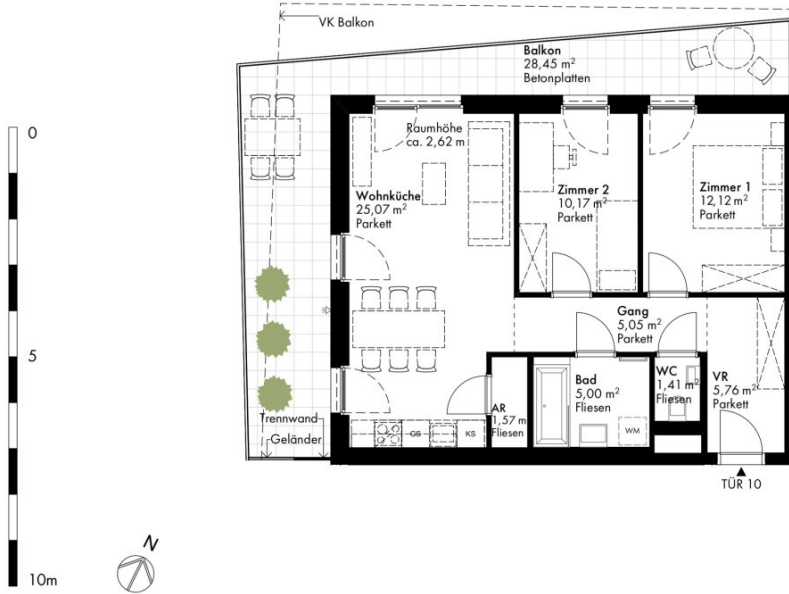 VK Balkon
Balkon
28,45 m²
Betonplatten
0
Raumhöhe
ca. 2,62 m
Wohnküche
25,07 m²
Parkett
Zimmer 2
10,17 m²
Parkett
Zimmer 1
12,12 m²
Parkett
Gang
5,05 m²
Parkett
5
Bad
5,00 m²
Fliesen
WC
1,41 m²
Fliesen
VR
5,76 m²
Parkett
AR
1,57 m
Fliesen
Trennwand
Geländer
GS
KS
WM
TÜR 10
N
10m